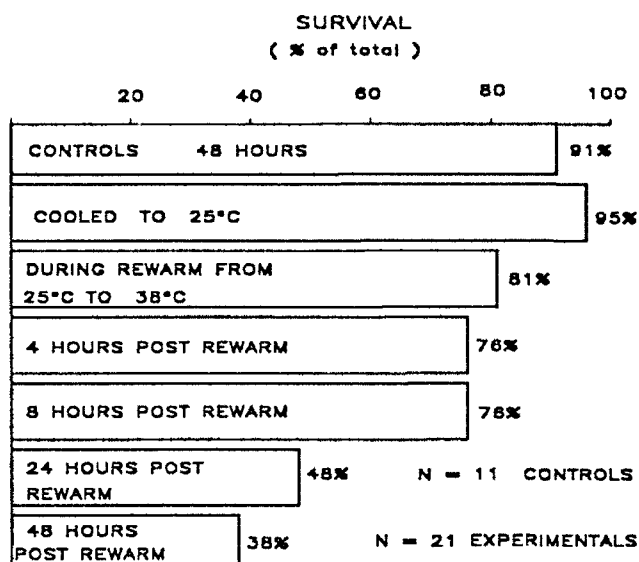 SURVIVAL
( % of total )
20 40 60 80 100
CONTROLS 48 HOURS 91%
COOLED TO 25°C 95%
DURING REWARM FROM
25°C TO 38°C 81%
4 HOURS POST REWARM 76%
8 HOURS POST REWARM 76%
24 HOURS POST
REWARM 48% N = 11 CONTROLS
48 HOURS
POST REWARM 38% N = 21 EXPERIMENTALS